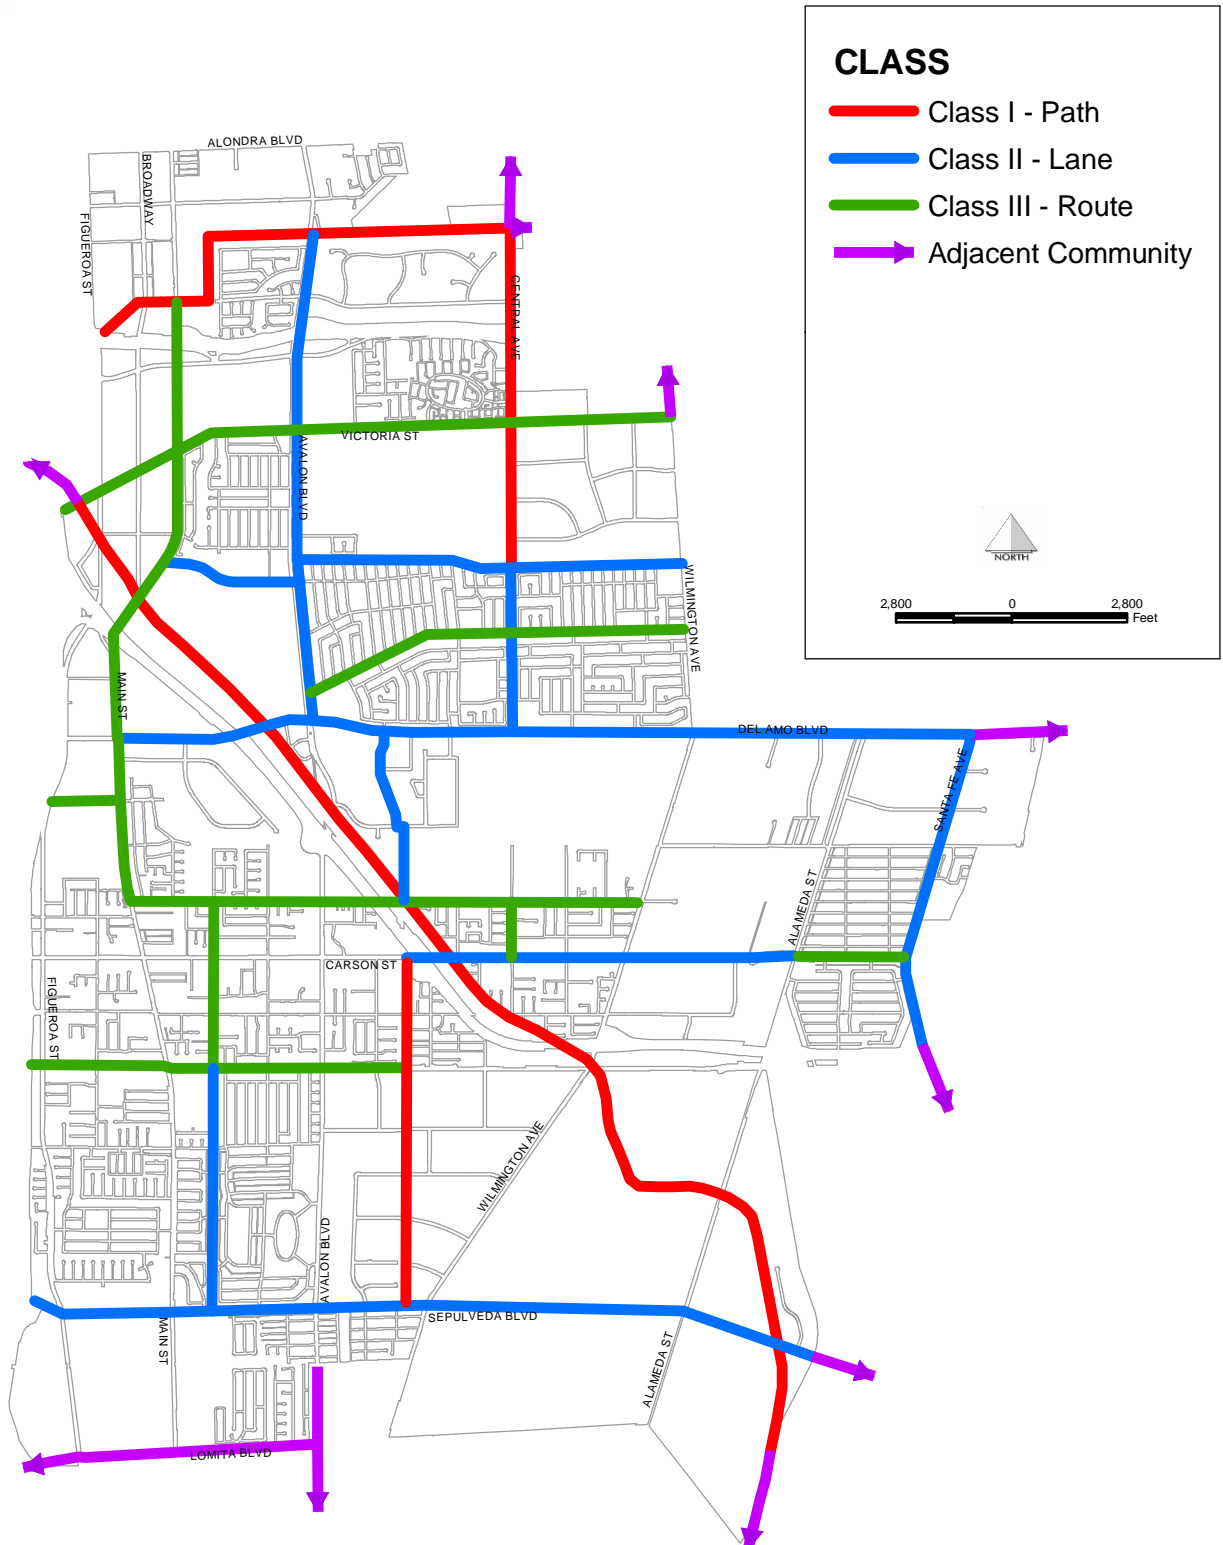 CLASS
Class I - Path
Class II - Lane
Class III - Route
Adjacent Community
NORTH
2,800 0 2,800
Feet
ALONDRA BLVD
BROADWAY
FIGUEROA ST
CENTRAL AVE
VICTORIA ST
AVALON BLVD
WILMINGTON AVE
MAIN ST
DEL AMO BLVD
SANTA FE AVE
ALAMEDA ST
CARSON ST
FIGUEROA ST
WILMINGTON AVE
AVALON BLVD
SEPULVEDA BLVD
MAIN ST
ALAMEDA ST
LOMITA BLVD